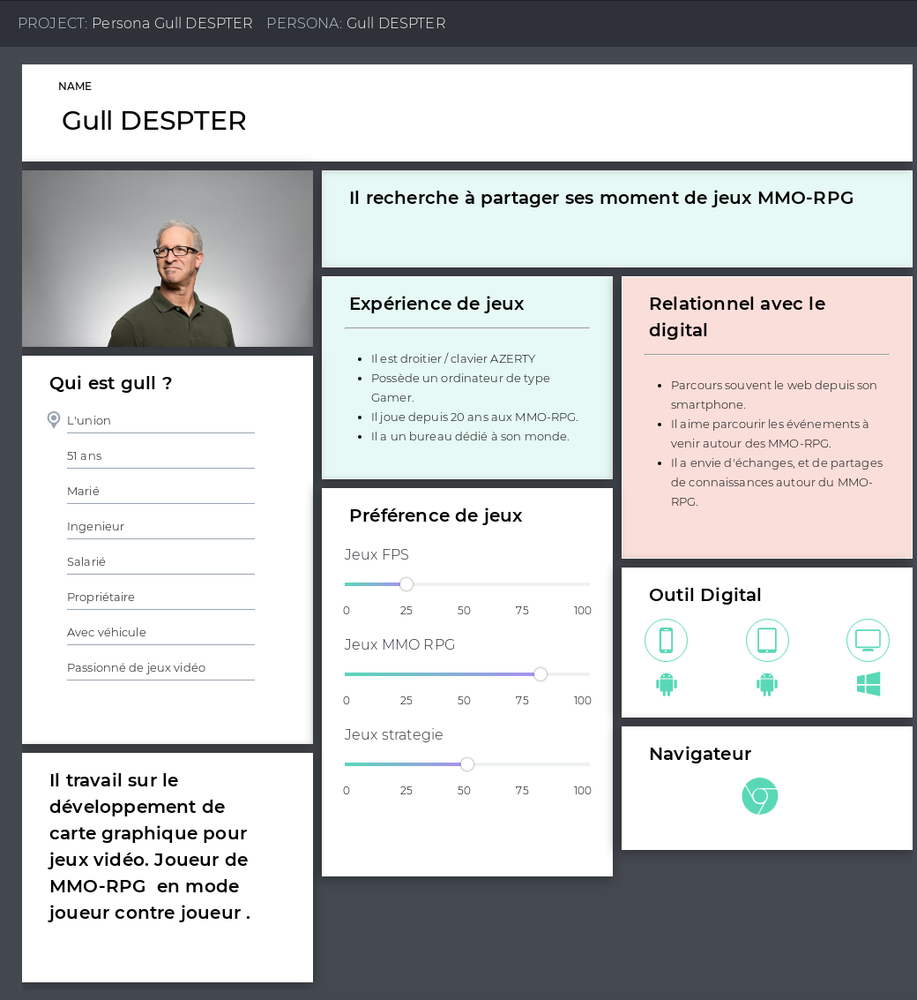 PROJECT: Persona Gull DESPTER PERSONA: Gull DESPTER
NAME
Gull DESPTER
Il recherche à partager ses moment de jeux MMO-RPG
Qui est gull ?
L'union
51 ans
Marié
Ingenieur
Salarié
Propriétaire
Avec véhicule
Passionné de jeux vidéo
Il travail sur le
développement de
carte graphique pour
jeux vidéo. Joueur de
MMO-RPG  en mode
joueur contre joueur .
Expérience de jeux
Il est droitier / clavier AZERTY
Possède un ordinateur de type
Gamer.
Il joue depuis 20 ans aux MMO-RPG.
Il a un bureau dédié à son monde.
Préférence de jeux
Jeux FPS
0 25 50 75 100
Jeux MMO RPG
0 25 50 75 100
Jeux strategie
0 25 50 75 100
Relationnel avec le
digital
Parcours souvent le web depuis son
smartphone.
Il aime parcourir les événements à
venir autour des MMO-RPG.
Il a envie d'échanges, et de partages
de connaissances autour du MMO-
RPG.
Outil Digital
Navigateur